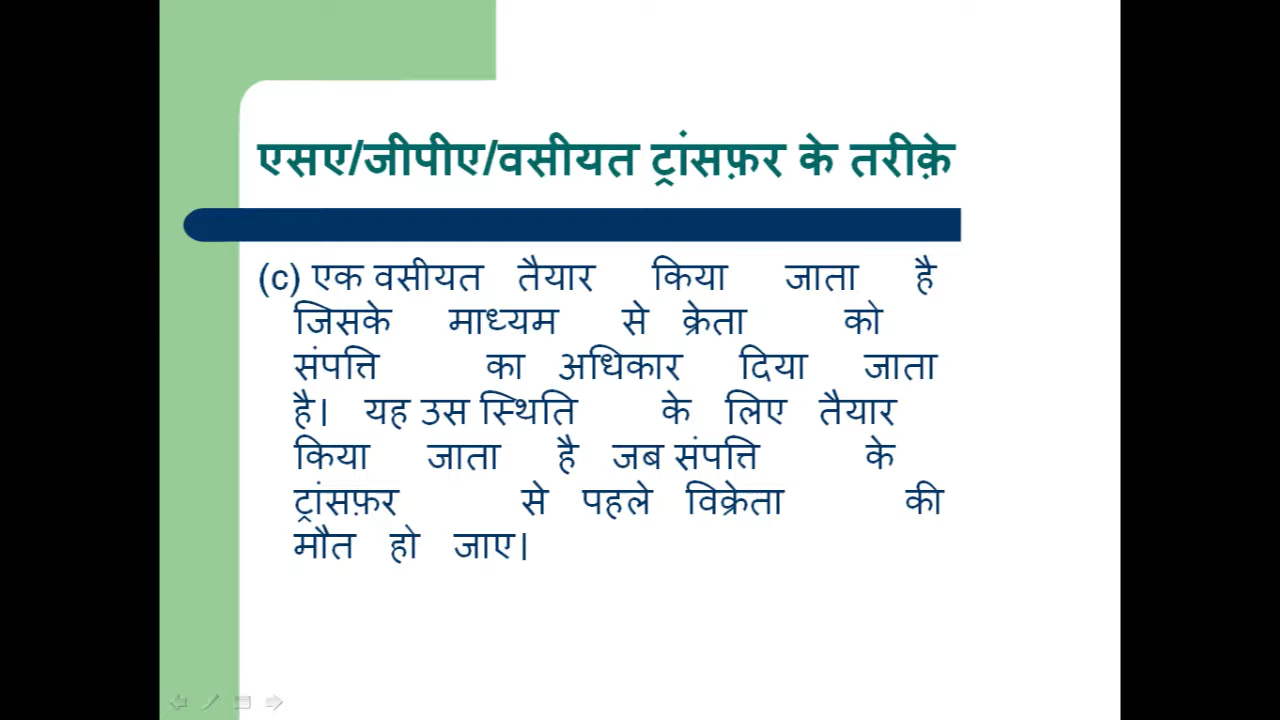 एसए/जीपीए/वसीयत ट्रांसफ़र के तरीक़े
(c) एक वसीयत तैयार किया जाता है
जिसके माध्यम से क्रेता को
संपत्ति का अधिकार दिया जाता
है। यह उस स्थिति के लिए तैयार
किया जाता है जब संपत्ति के
ट्रांसफ़र से पहले विक्रेता की
मौत हो जाए।